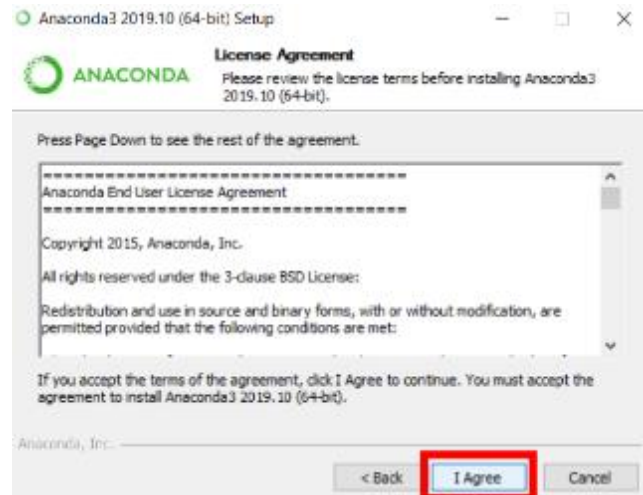 Anaconda3 2019.10 (64-bit) Setup
ANACONDA
License Agreement
Please review the license terms before installing Anaconda3
2019.10 (64-bit).
Press Page Down to see the rest of the agreement.
===================================
Anaconda End User License Agreement
===================================
Copyright 2015, Anaconda, Inc.
All rights reserved under the 3-clause BSD License:
Redistribution and use in source and binary forms, with or without modification, are
permitted provided that the following conditions are met:
If you accept the terms of the agreement, click I Agree to continue. You must accept the
agreement to install Anaconda3 2019.10 (64-bit).
Anaconda, Inc.
< Back
I Agree
Cancel